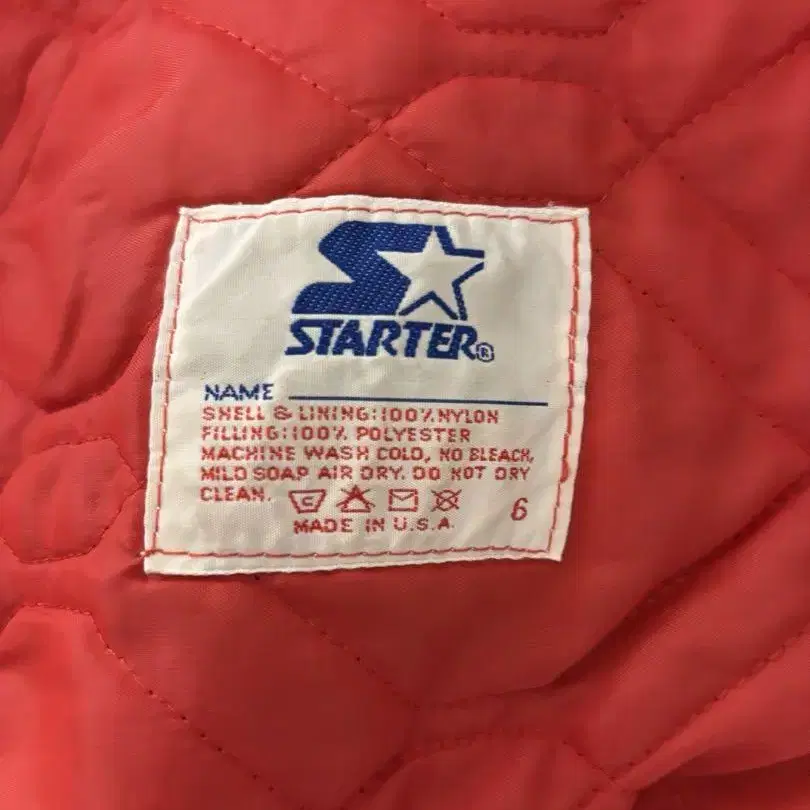 STARTER®
NAME
SHELL & LINING:100% NYLON
FILLING:100% POLYESTER
MACHINE WASH COLD, NO BLEACH,
MILD SOAP AIR DRY. DO NOT DRY
CLEAN.
6
MADE IN U.S.A.